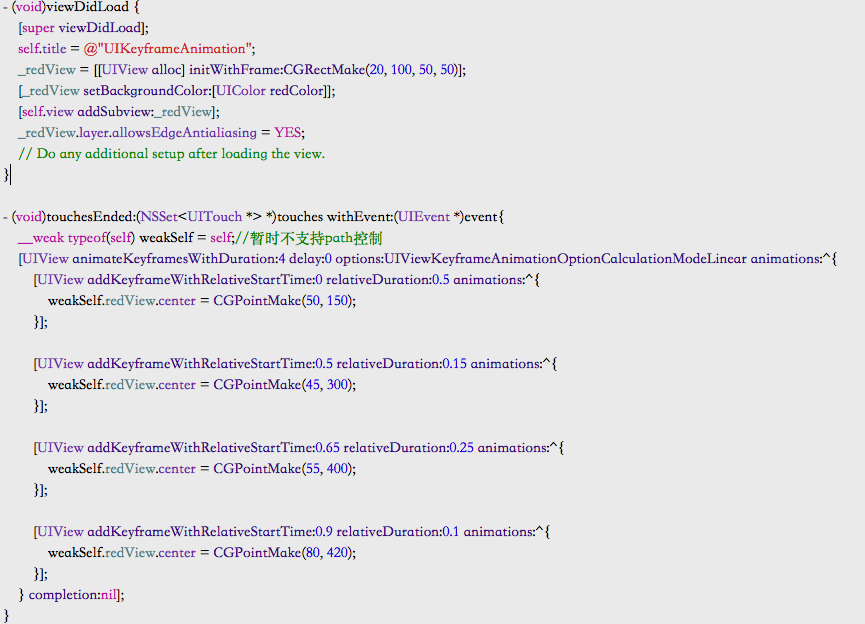 - (void)viewDidLoad {
[super viewDidLoad];
self.title = @"UIKeyframeAnimation";
_redView = [[UIView alloc] initWithFrame:CGRectMake(20, 100, 50, 50)];
[_redView setBackgroundColor:[UIColor redColor]];
[self.view addSubview:_redView];
_redView.layer.allowsEdgeAntialiasing = YES;
// Do any additional setup after loading the view.
}
- (void)touchesEnded:(NSSet<UITouch *> *)touches withEvent:(UIEvent *)event{
__weak typeof(self) weakSelf = self;//暂时不支持path控制
[UIView animateKeyframesWithDuration:4 delay:0 options:UIViewKeyframeAnimationOptionCalculationModeLinear animations:^{
[UIView addKeyframeWithRelativeStartTime:0 relativeDuration:0.5 animations:^{
weakSelf.redView.center = CGPointMake(50, 150);
}];
[UIView addKeyframeWithRelativeStartTime:0.5 relativeDuration:0.15 animations:^{
weakSelf.redView.center = CGPointMake(45, 300);
}];
[UIView addKeyframeWithRelativeStartTime:0.65 relativeDuration:0.25 animations:^{
weakSelf.redView.center = CGPointMake(55, 400);
}];
[UIView addKeyframeWithRelativeStartTime:0.9 relativeDuration:0.1 animations:^{
weakSelf.redView.center = CGPointMake(80, 420);
}];
} completion:nil];
}